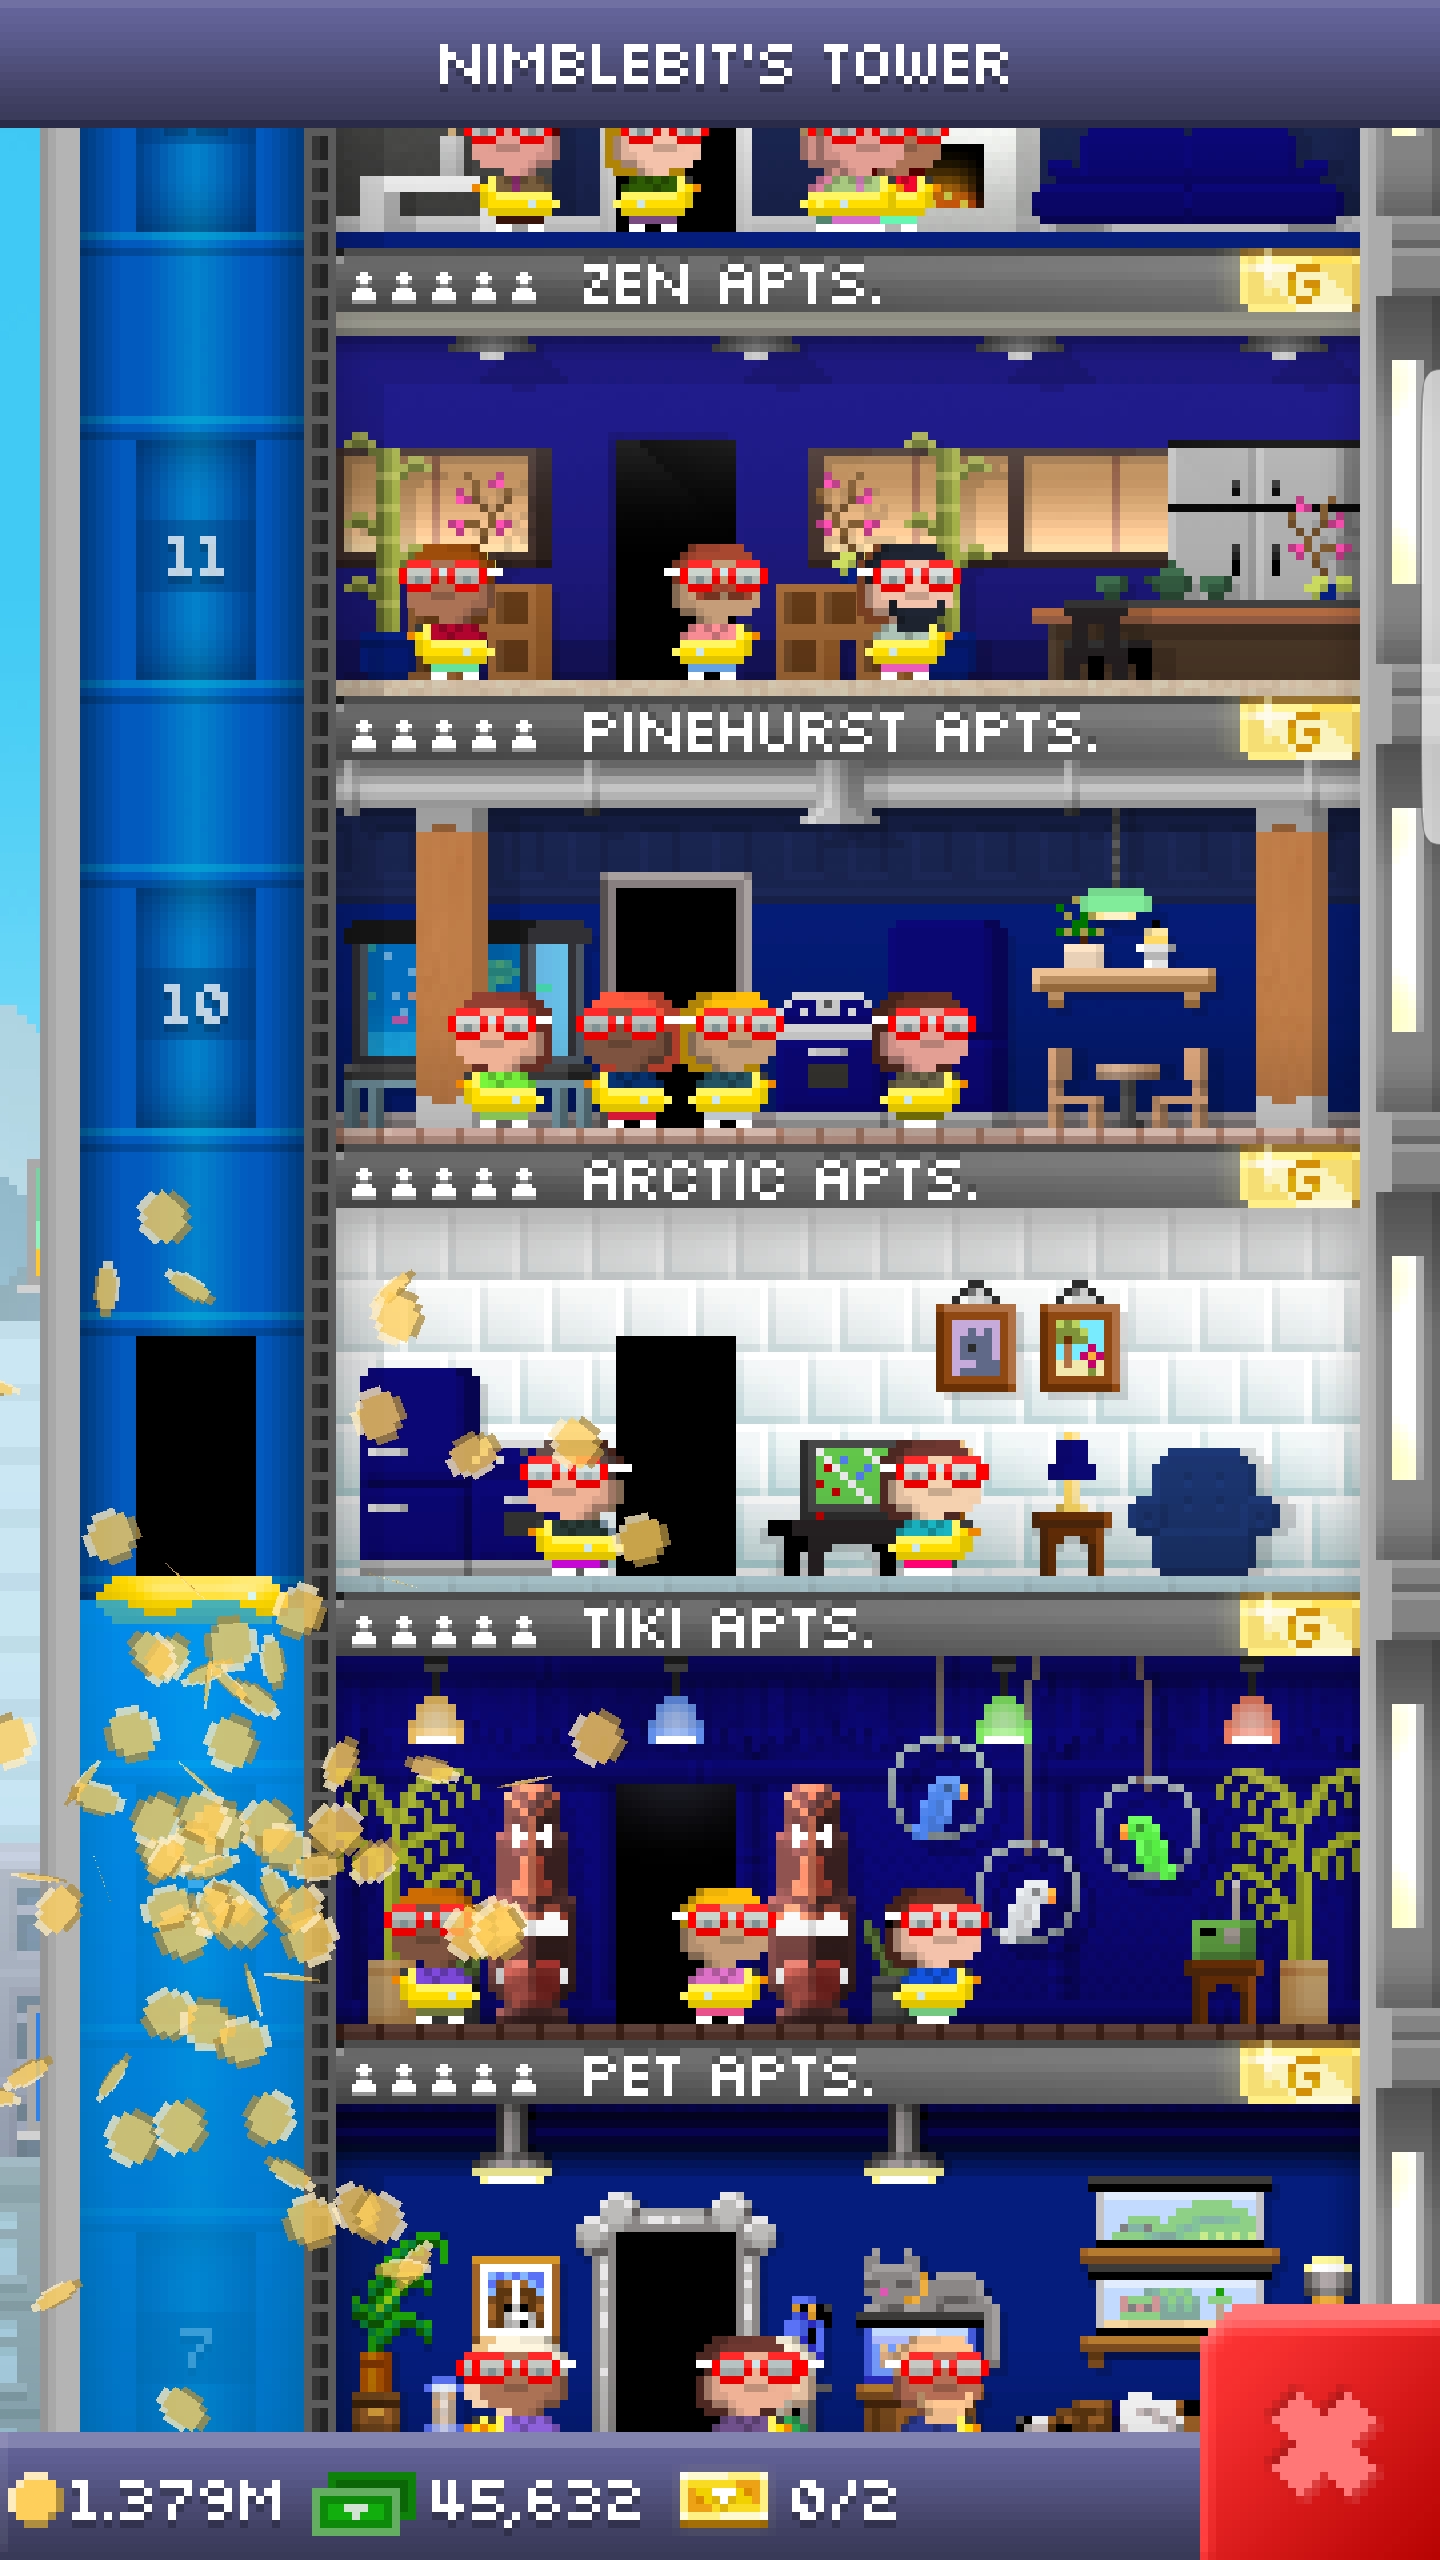 NIMBLEBIT'S TOWER
ZEN APTS. G
11
PINEHURST APTS. G
10
ARCTIC APTS. G
TIKI APTS. G
PET APTS. G
7
1.379M 45,632 0/2